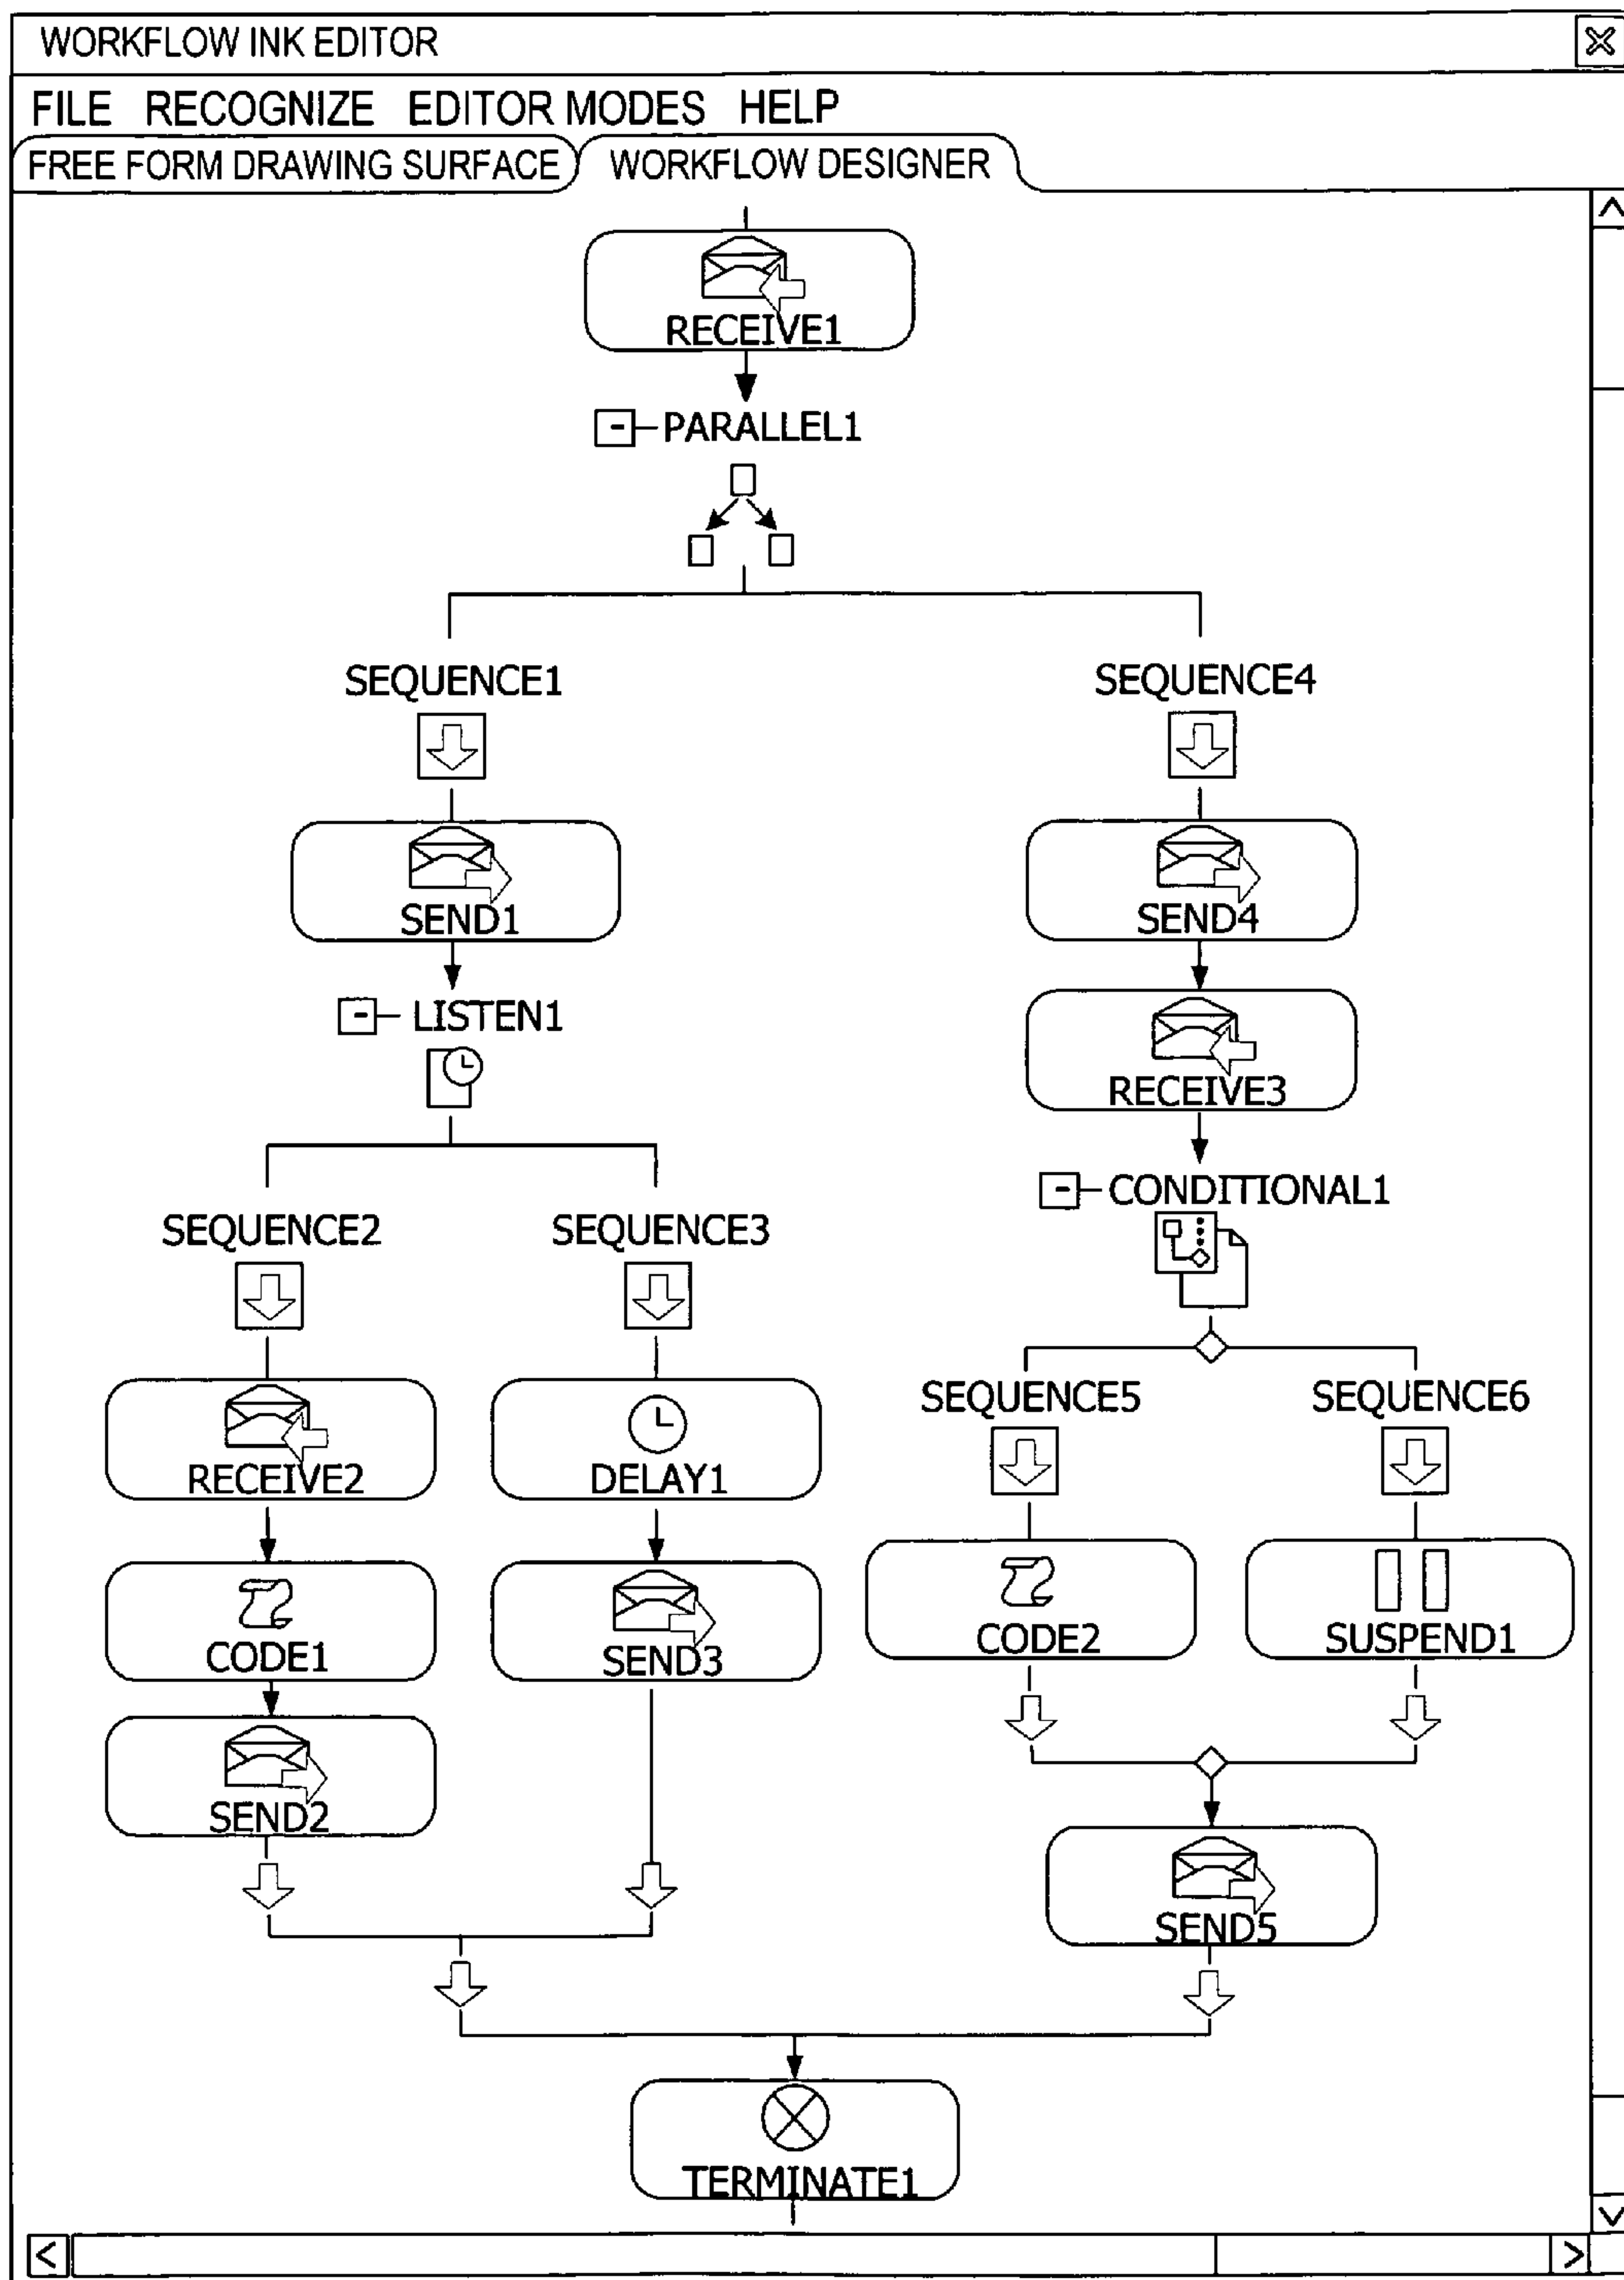 WORKFLOW INK EDITOR
FILE RECOGNIZE EDITOR MODES HELP
FREE FORM DRAWING SURFACE WORKFLOW DESIGNER
RECEIVE1
PARALLEL1
SEQUENCE1 SEQUENCE4
SEND1 SEND4
LISTEN1
RECEIVE3
CONDITIONAL1
SEQUENCE2 SEQUENCE3
SEQUENCE5 SEQUENCE6
RECEIVE2 DELAY1
CODE1 SEND3 CODE2 SUSPEND1
SEND2
SEND5
TERMINATE1